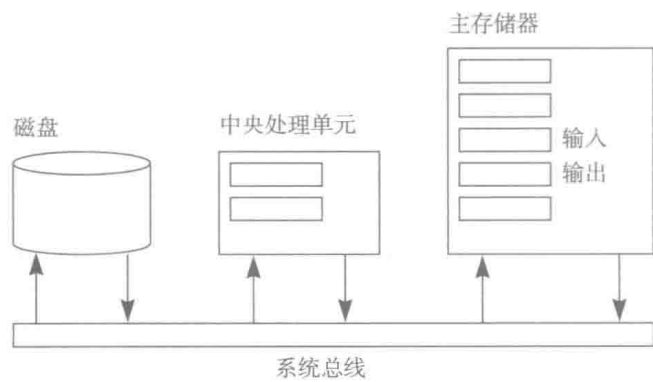 主存储器
磁盘
中央处理单元
输入
输出
系统总线